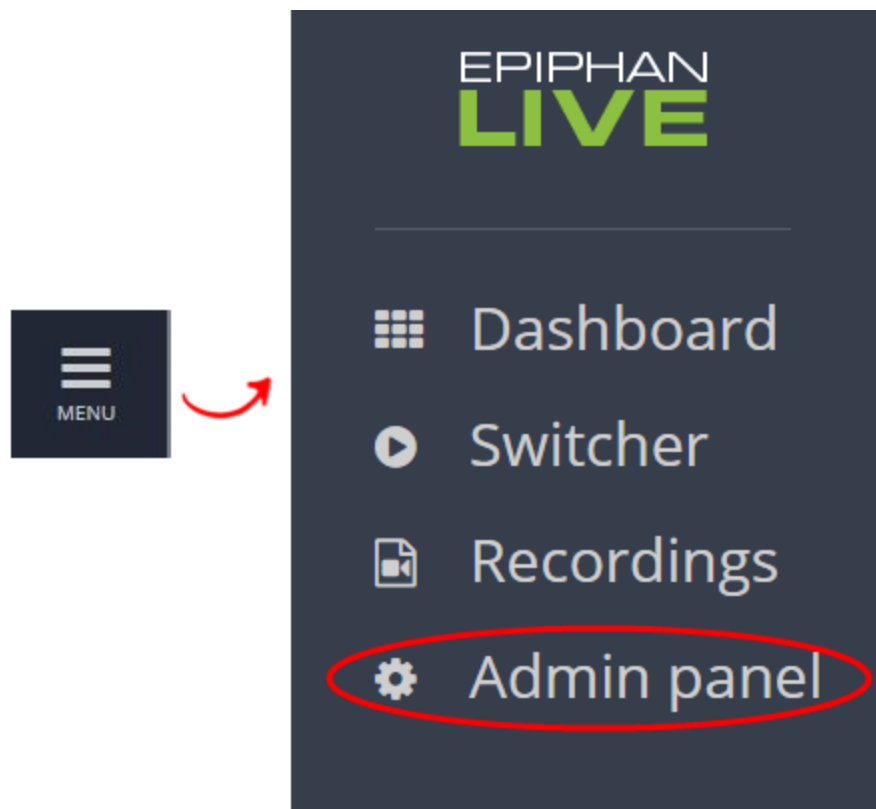 MENU
EPIPHAN
LIVE
Dashboard
Switcher
Recordings
Admin panel